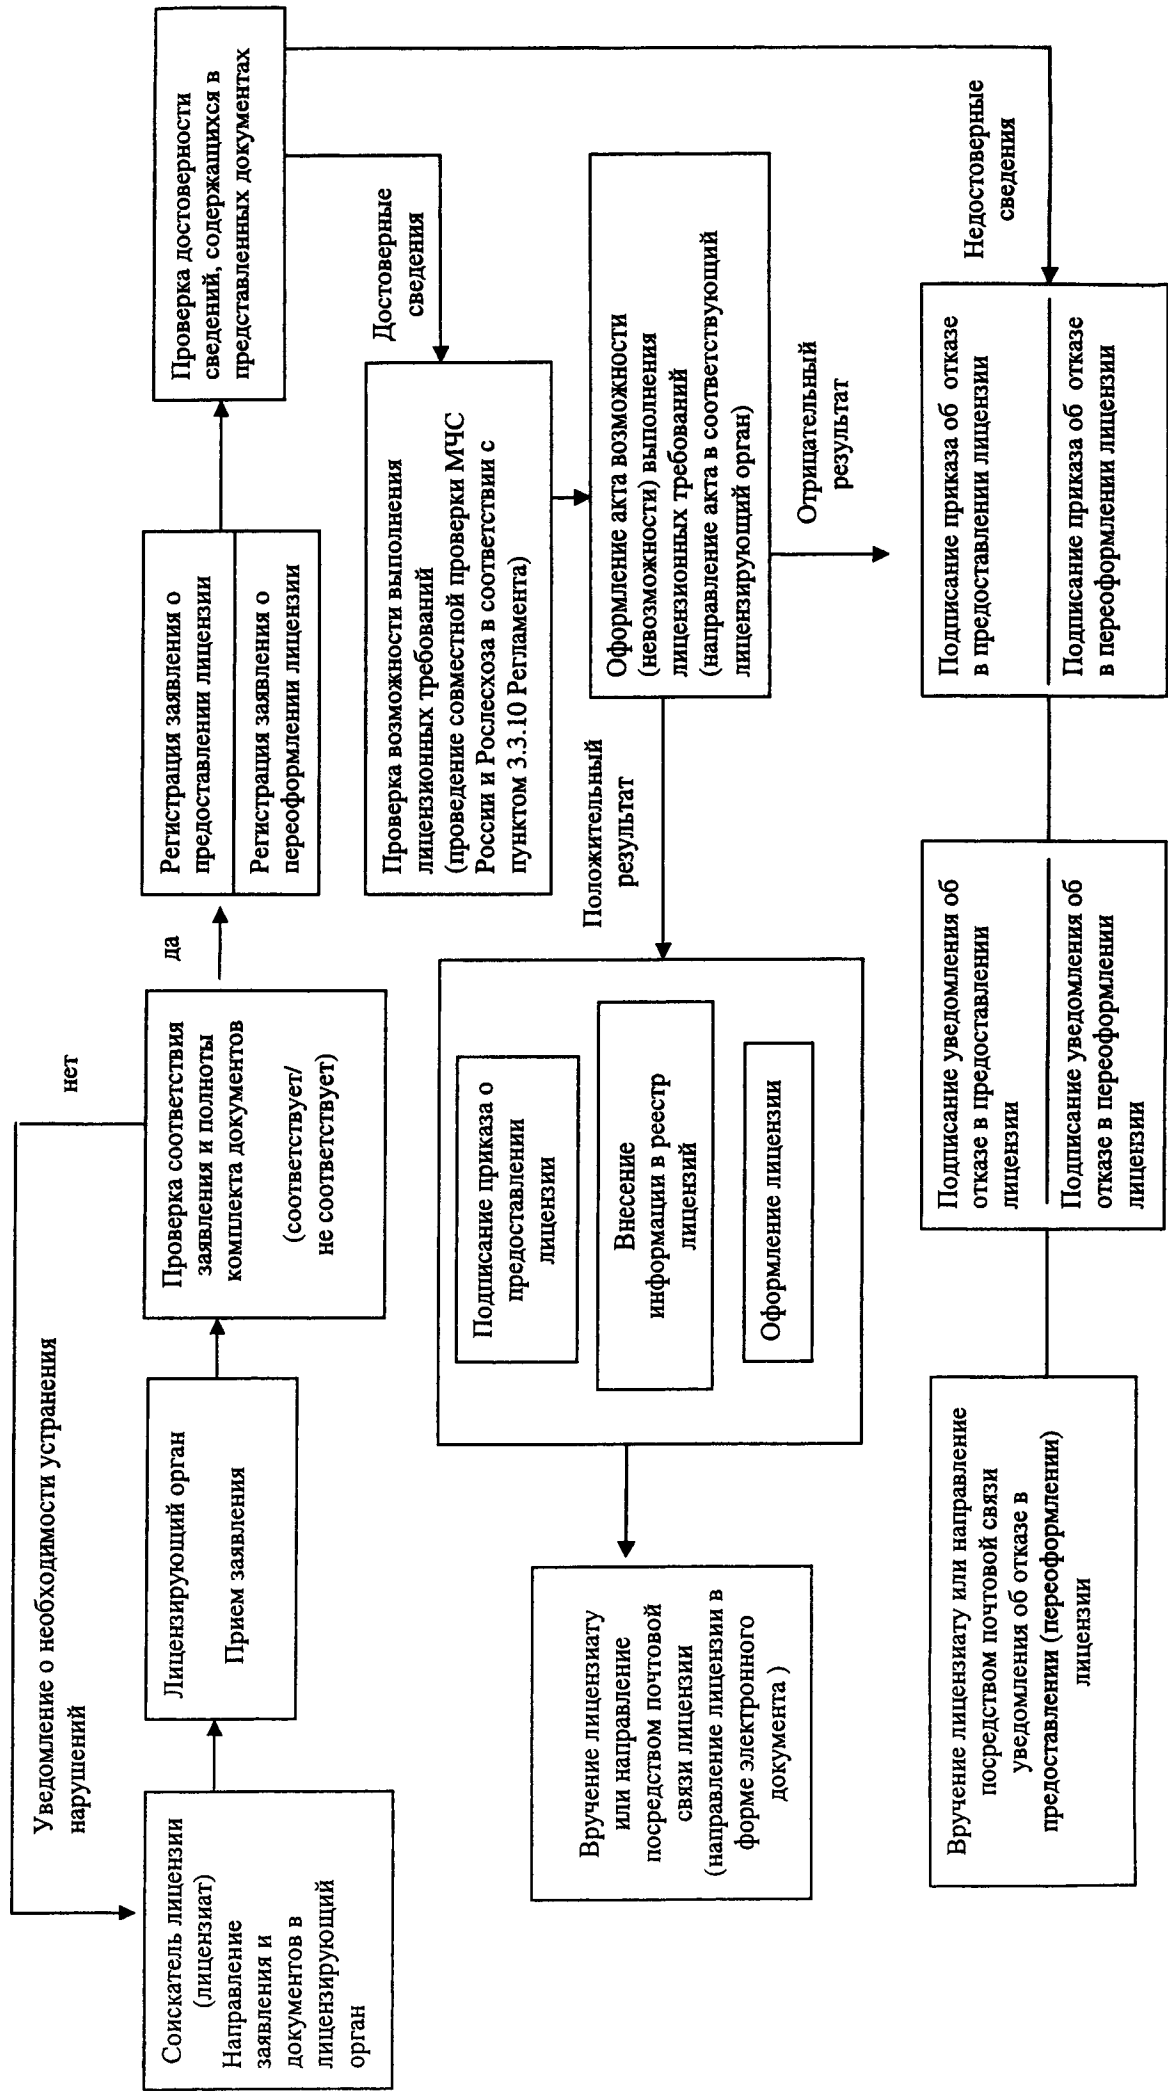 Уведомление о необходимости устранения
нарушений
нет
Соискатель лицензии
(лицензиат)
Направление
заявления и
документов в
лицензирующий
орган
Лицензирующий орган
Прием заявления
Проверка соответствия
заявления и полноты
комплекта документов
(соответствует/
не соответствует)
да
Регистрация заявления о
предоставлении лицензии
Регистрация заявления о
переоформлении лицензии
Проверка достоверности
сведений, содержащихся в
представленных документах
Достоверные
сведения
Проверка возможности выполнения
лицензионных требований
(проведение совместной проверки МЧС
России и Рослесхоза в соответствии с
пунктом 3.3.10 Регламента)
Оформление акта возможности
(невозможности) выполнения
лицензионных требований
(направление акта в соответствующий
лицензирующий орган)
Положительный
результат
Подписание приказа о
предоставлении
лицензии
Внесение
информации в реестр
лицензий
Оформление лицензии
Вручение лицензиату
или направление
посредством почтовой
связи лицензии
(направление лицензии в
форме электронного
документа )
Отрицательный
результат
Недостоверные
сведения
Подписание приказа об отказе
в предоставлении лицензии
Подписание приказа об отказе
в переоформлении лицензии
Подписание уведомления об
отказе в предоставлении
лицензии
Подписание уведомления об
отказе в переоформлении
лицензии
Вручение лицензиату или направление
посредством почтовой связи
уведомления об отказе в
предоставлении (переоформлении)
лицензии